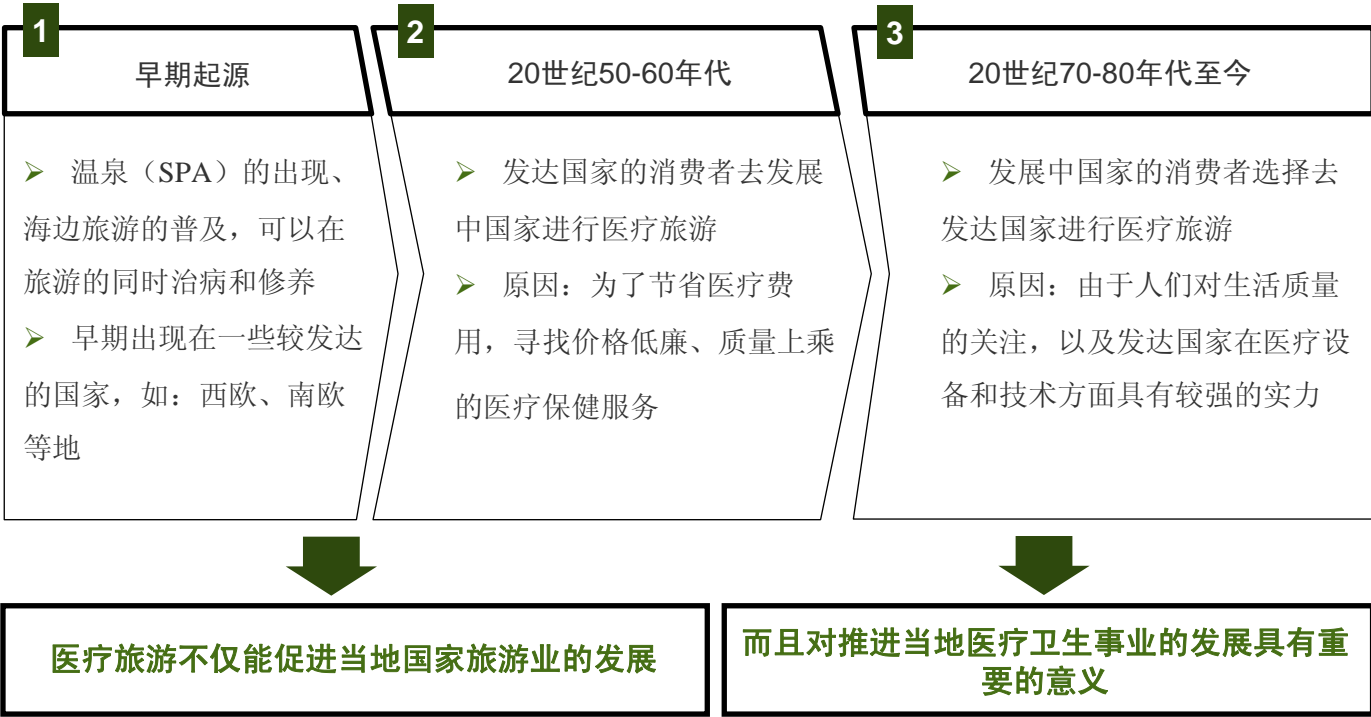 1
早期起源
➢ 温泉（SPA）的出现、
海边旅游的普及，可以在
旅游的同时治病和修养
➢ 早期出现在一些较发达
的国家，如：西欧、南欧
等地
2
20世纪50-60年代
➢ 发达国家的消费者去发展
中国家进行医疗旅游
➢ 原因：为了节省医疗费
用，寻找价格低廉、质量上乘
的医疗保健服务
3
20世纪70-80年代至今
➢ 发展中国家的消费者选择去
发达国家进行医疗旅游
➢ 原因：由于人们对生活质量
的关注，以及发达国家在医疗设
备和技术方面具有较强的实力
医疗旅游不仅能促进当地国家旅游业的发展
而且对推进当地医疗卫生事业的发展具有重
要的意义